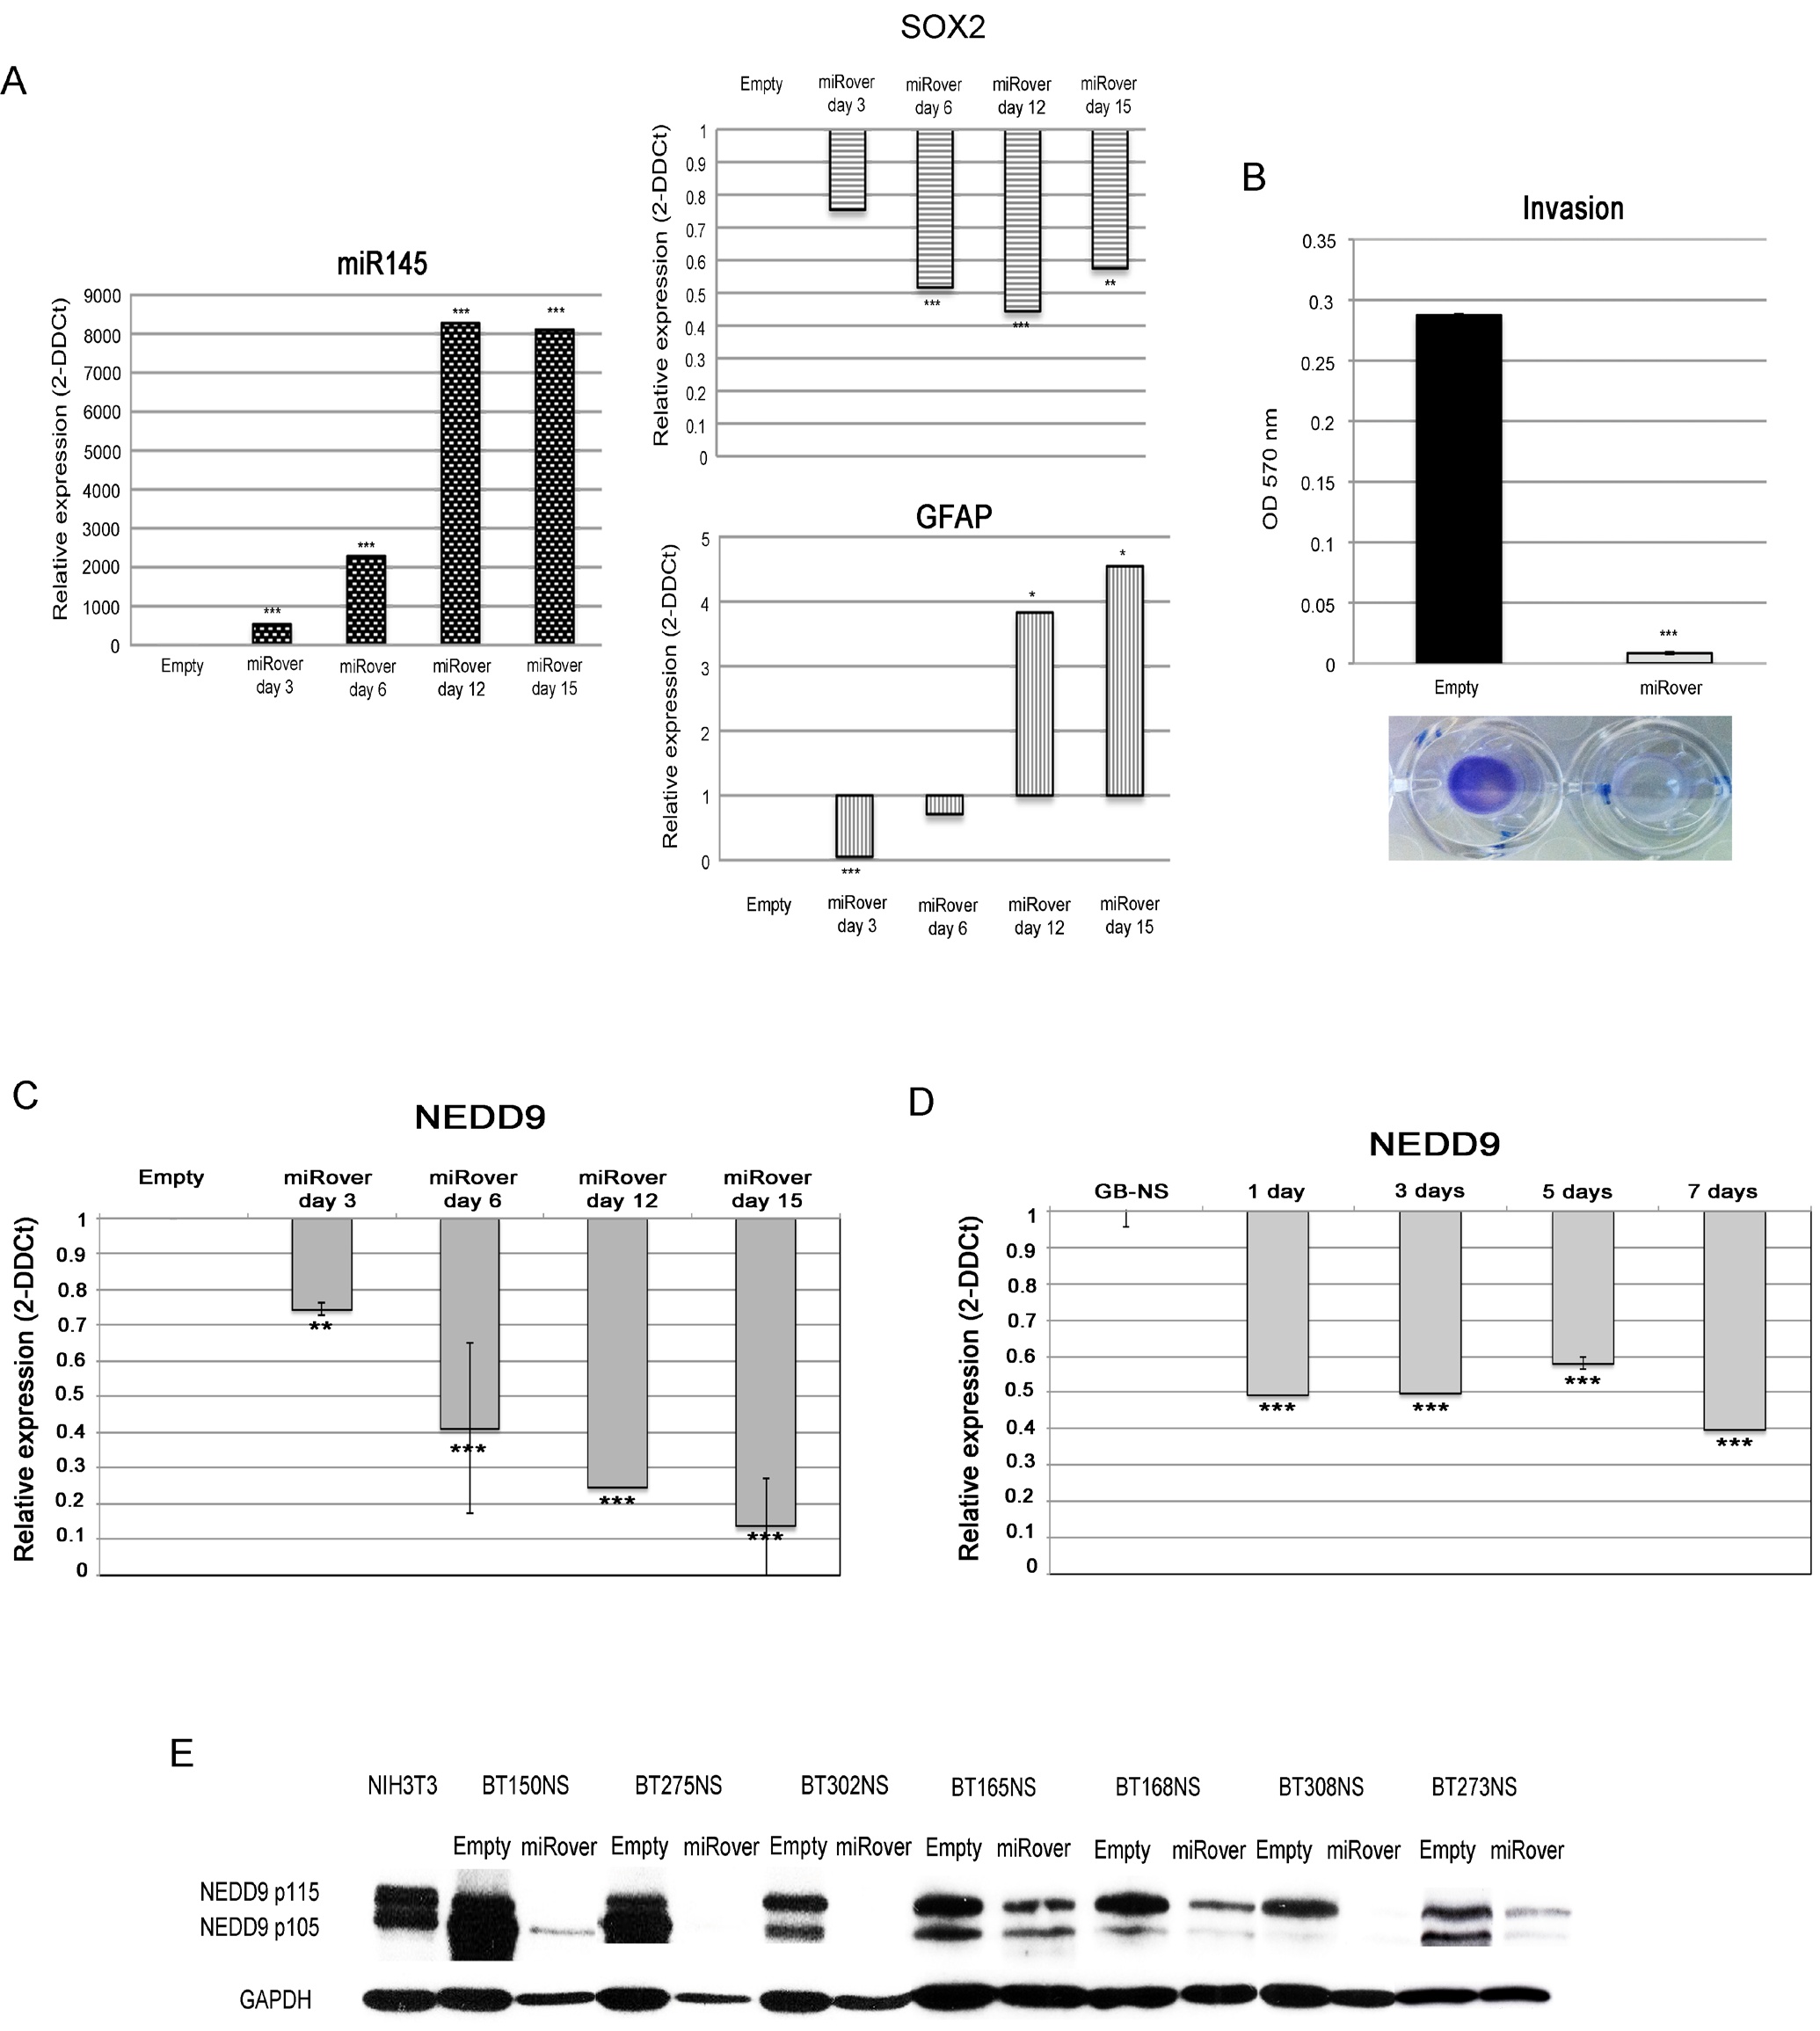 SOX2
A
Empty miRover miRover miRover miRover
day 3 day 6 day 12 day 15
Relative expression (2-DDCt)
1
0.9
0.8
0.7
0.6
0.5
0.4
0.3
0.2
0.1
0
***
***
**
miR145
Relative expression (2-DDCt)
9000
8000
7000
6000
5000
4000
3000
2000
1000
0
***
***
***
***
Empty miRover miRover miRover miRover
day 3 day 6 day 12 day 15
GFAP
Relative expression (2-DDCt)
5
4
3
2
1
0
***
*
*
Empty miRover miRover miRover miRover
day 3 day 6 day 12 day 15
B
Invasion
OD 570 nm
0.35
0.3
0.25
0.2
0.15
0.1
0.05
0
***
Empty miRover
C
NEDD9
Empty miRover miRover miRover miRover
day 3 day 6 day 12 day 15
Relative expression (2-DDCt)
1
0.9
0.8
0.7
0.6
0.5
0.4
0.3
0.2
0.1
0
**
***
***
***
D
NEDD9
GB-NS 1 day 3 days 5 days 7 days
Relative expression (2-DDCt)
1
0.9
0.8
0.7
0.6
0.5
0.4
0.3
0.2
0.1
0
***
***
***
***
E
NIH3T3 BT150NS BT275NS BT302NS BT165NS BT168NS BT308NS BT273NS
Empty miRover Empty miRover Empty miRover Empty miRover Empty miRover Empty miRover Empty miRover
NEDD9 p115
NEDD9 p105
GAPDH